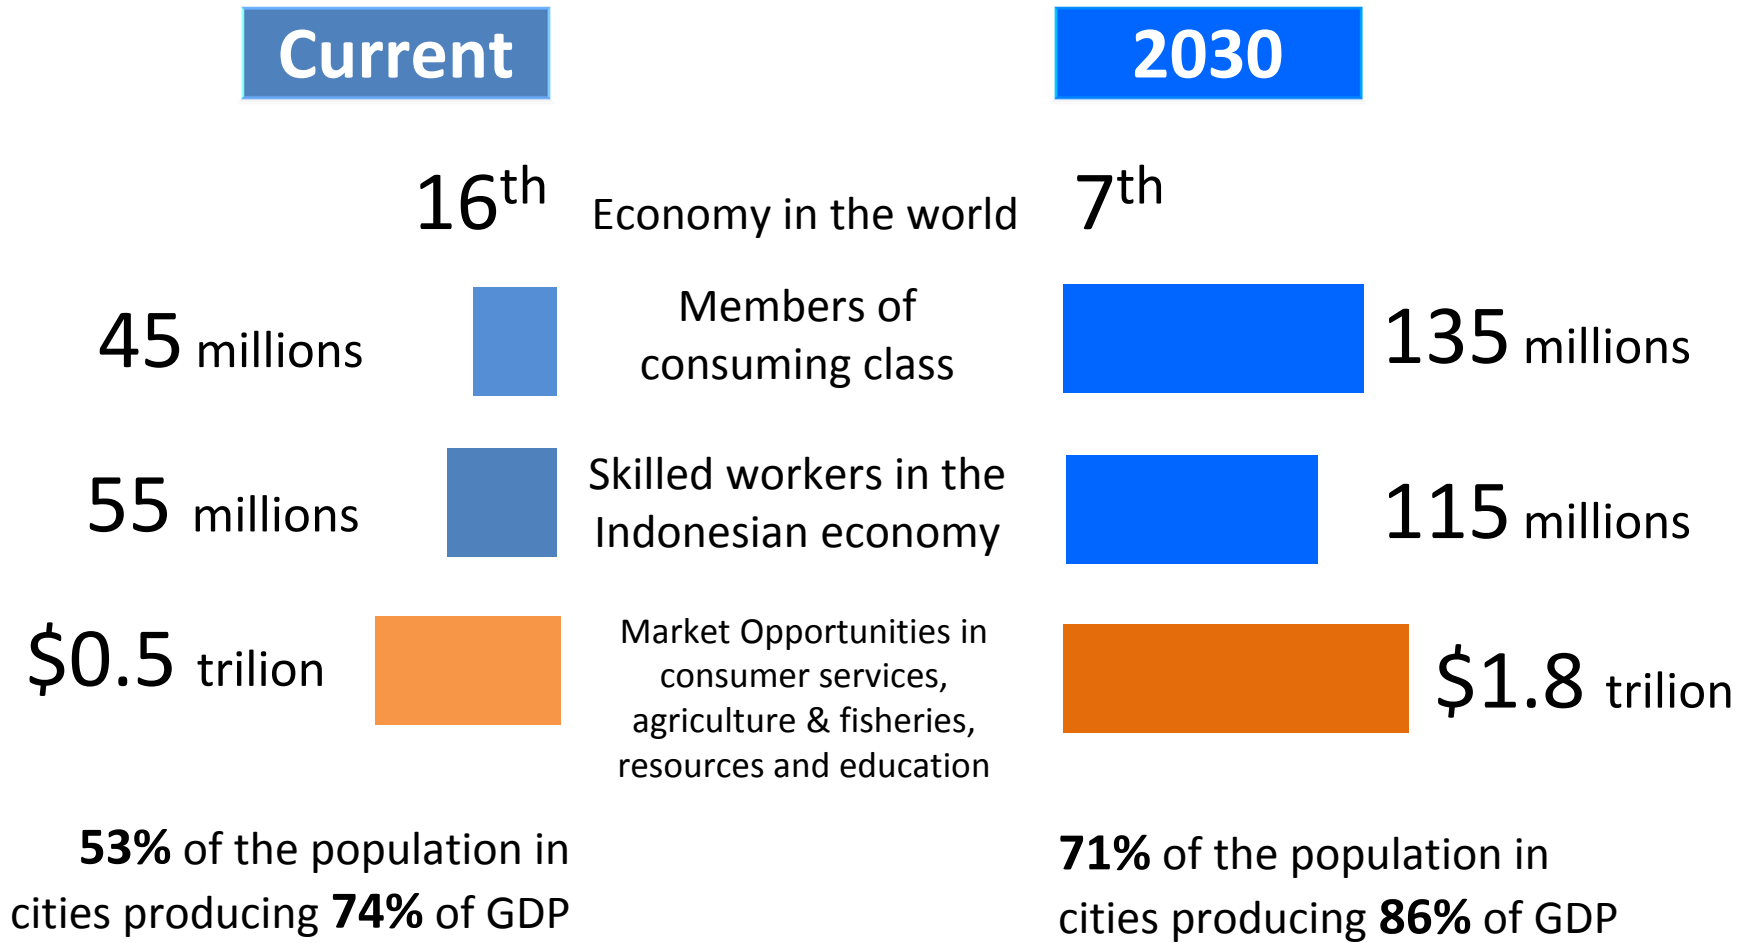 Current
2030
16th
Economy in the world
7th
45 millions
Members of
consuming class
135 millions
55 millions
Skilled workers in the
Indonesian economy
115 millions
$0.5 trilion
Market Opportunities in
consumer services,
agriculture & fisheries,
resources and education
$1.8 trilion
53% of the population in
cities producing 74% of GDP
71% of the population in
cities producing 86% of GDP